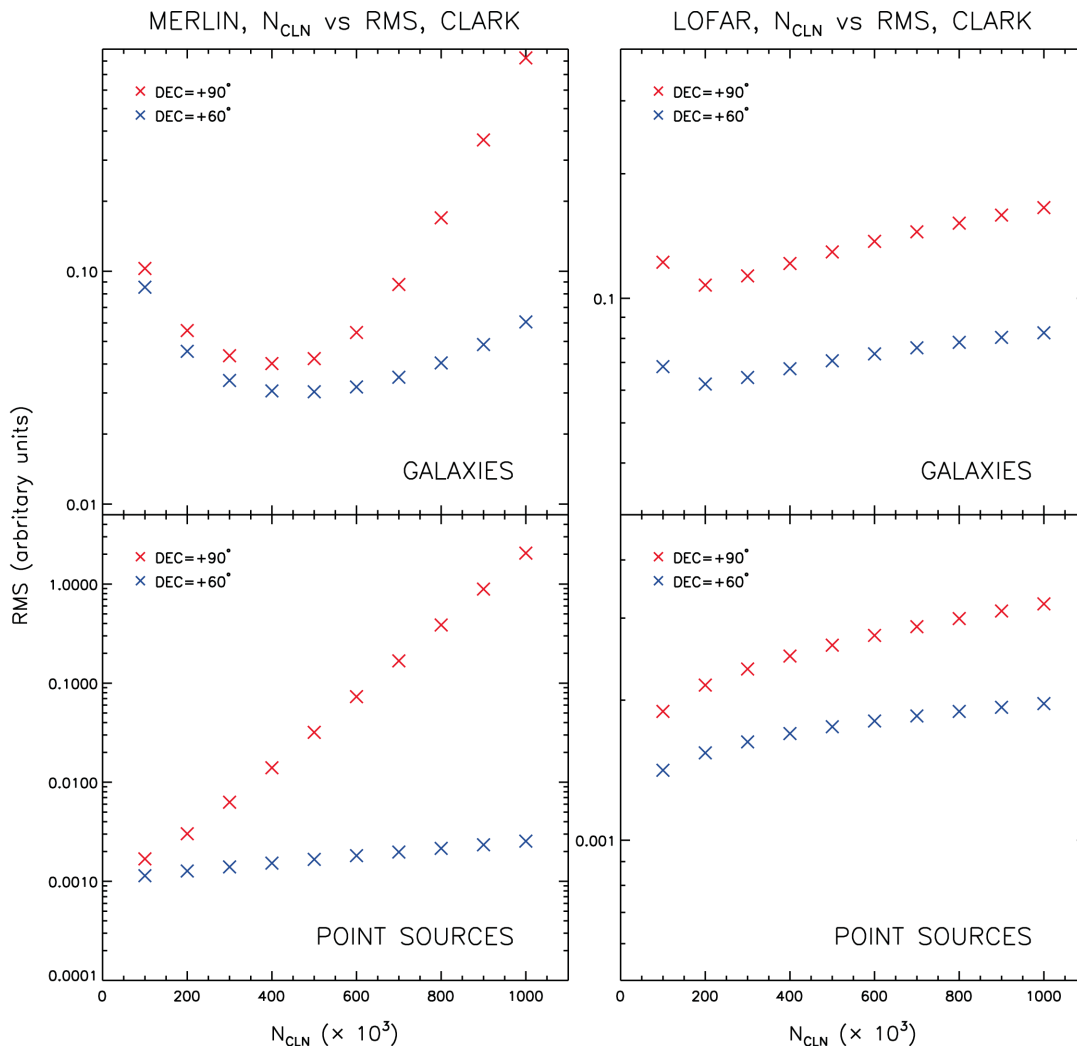 MERLIN, N_CLN vs RMS, CLARK
LOFAR, N_CLN vs RMS, CLARK
RMS (arbritary units)
DEC=+90°
DEC=+60°
0.10
0.01
GALAXIES
DEC=+90°
DEC=+60°
0.1
GALAXIES
DEC=+90°
DEC=+60°
1.0000
0.1000
0.0100
0.0010
0.0001
POINT SOURCES
0 200 400 600 800 1000
N_CLN (× 10³)
DEC=+90°
DEC=+60°
0.001
POINT SOURCES
0 200 400 600 800 1000
N_CLN (× 10³)